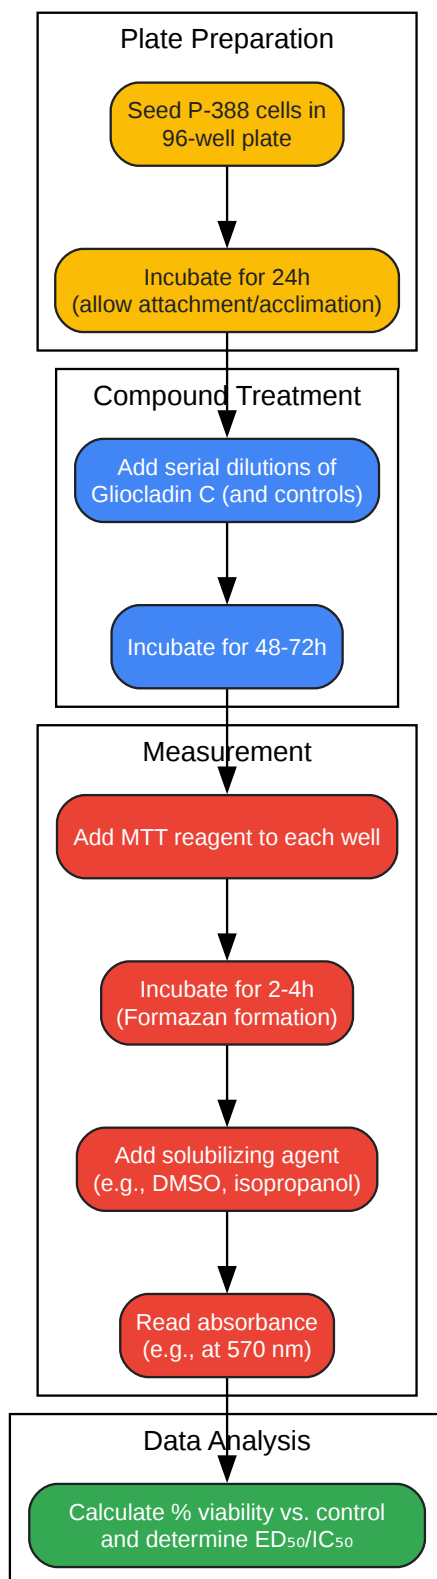 Plate Preparation
Seed P-388 cells in
96-well plate
Incubate for 24h
(allow attachment/acclimation)
Compound Treatment
Add serial dilutions of
Gliocladin C (and controls)
Incubate for 48-72h
Measurement
Add MTT reagent to each well
Incubate for 2-4h
(Formazan formation)
Add solubilizing agent
(e.g., DMSO, isopropanol)
Read absorbance
(e.g., at 570 nm)
Data Analysis
Calculate % viability vs. control
and determine ED₅₀/IC₅₀